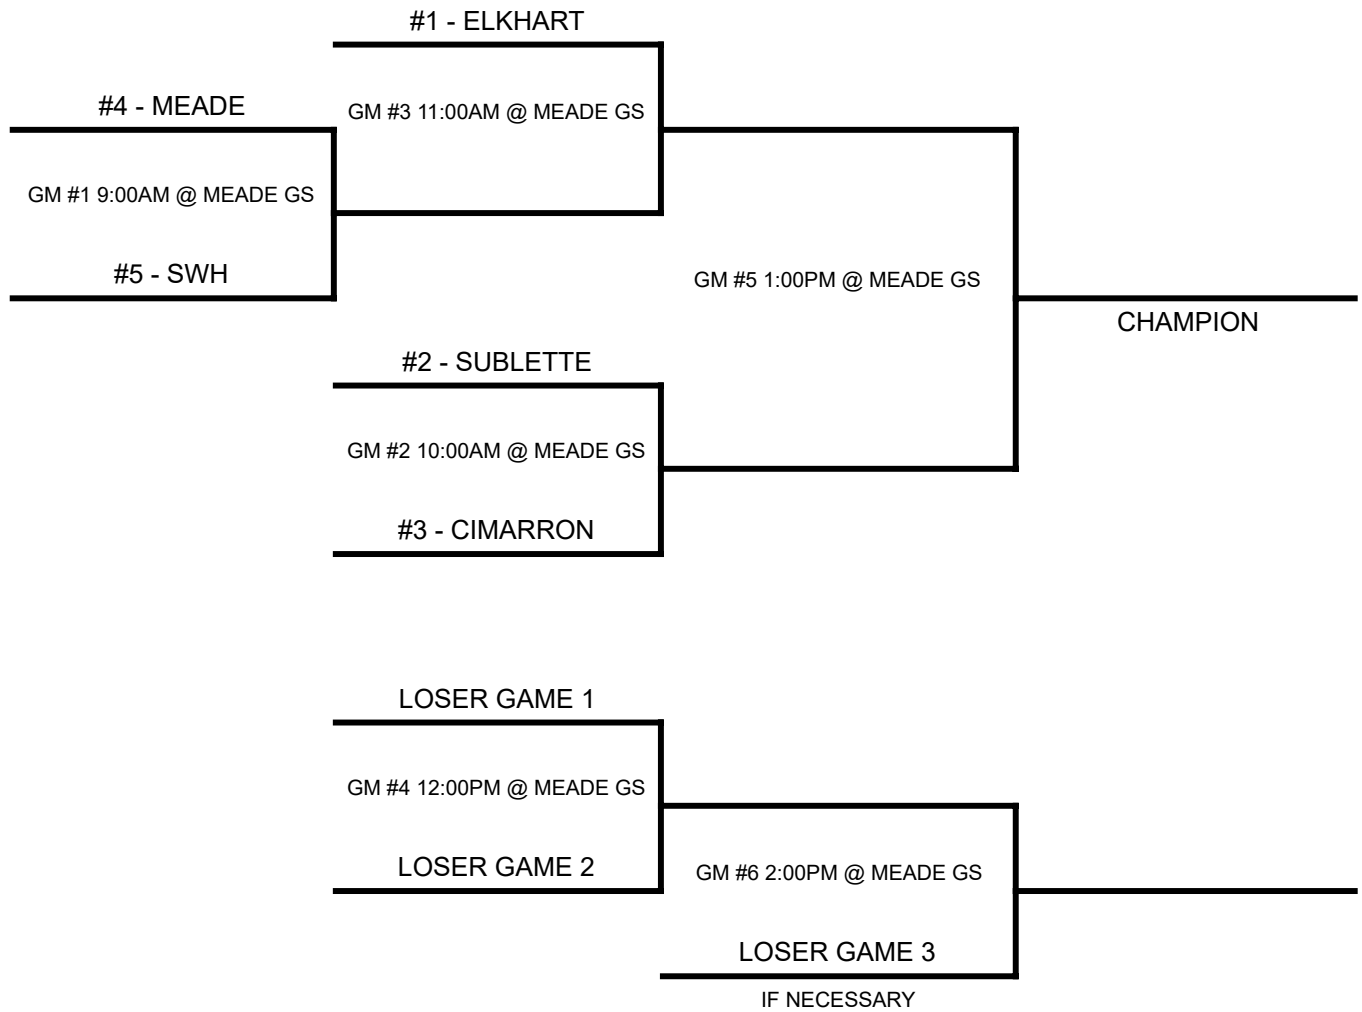 #1 - ELKHART
#4 - MEADE
GM #3 11:00AM @ MEADE GS
GM #1 9:00AM @ MEADE GS
#5 - SWH
GM #5 1:00PM @ MEADE GS
CHAMPION
#2 - SUBLETTE
GM #2 10:00AM @ MEADE GS
#3 - CIMARRON
LOSER GAME 1
GM #4 12:00PM @ MEADE GS
LOSER GAME 2
GM #6 2:00PM @ MEADE GS
LOSER GAME 3
IF NECESSARY